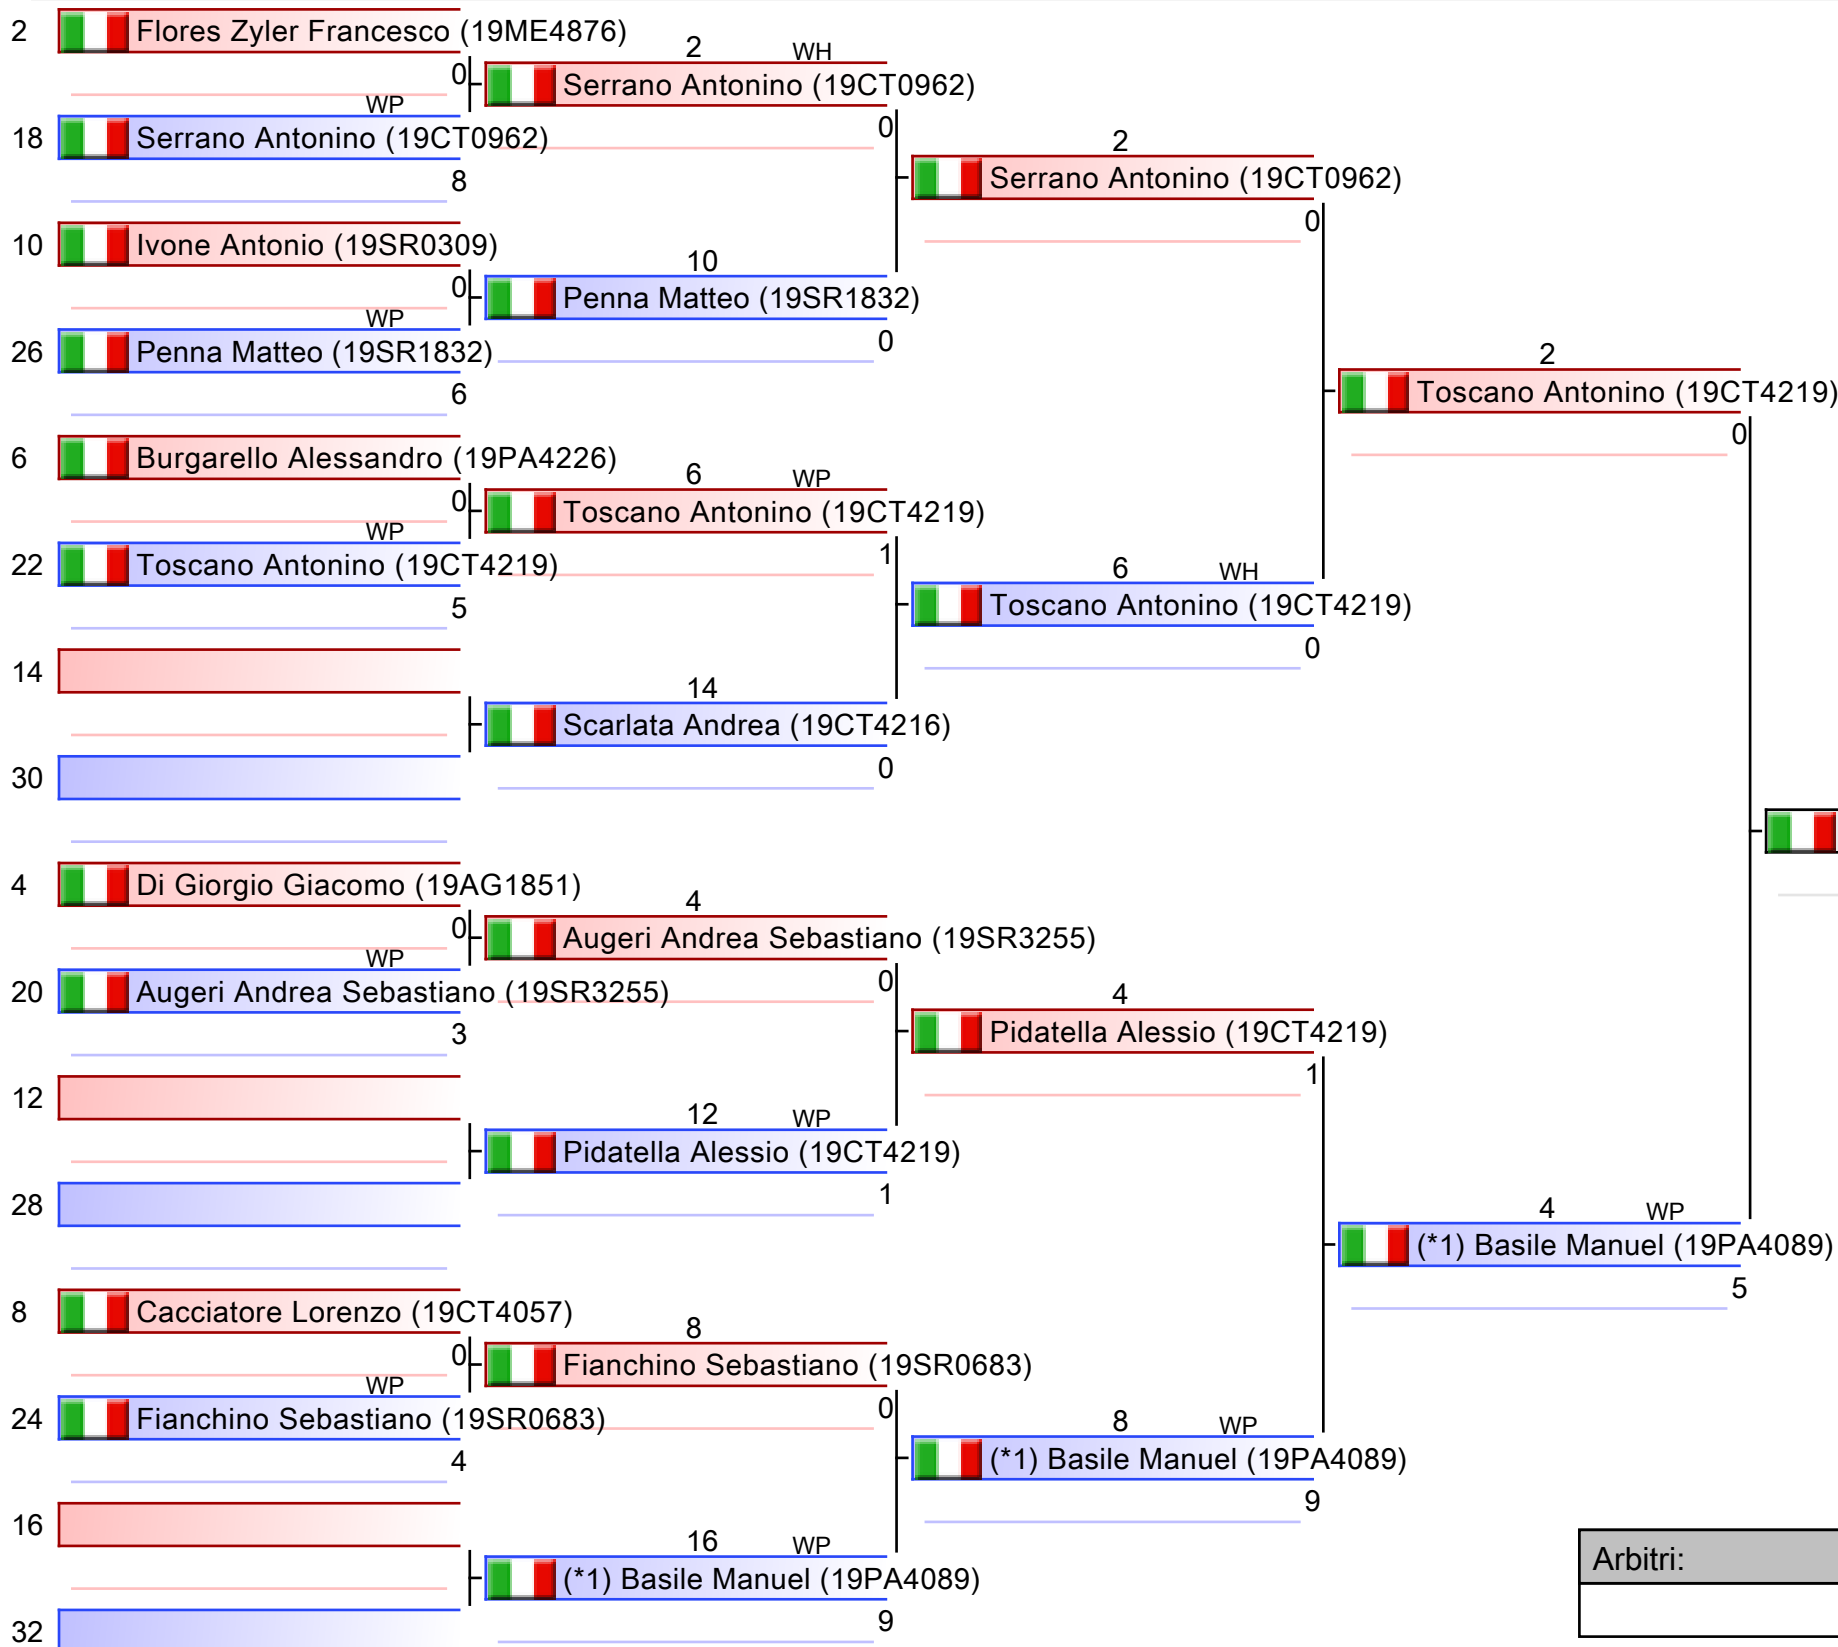 2 Flores Zyler Francesco (19ME4876)
2 WH
0 Serrano Antonino (19CT0962)
WP
18 Serrano Antonino (19CT0962)
0
2
8
Serrano Antonino (19CT0962)
0
10 Ivone Antonio (19SR0309)
10
0 Penna Matteo (19SR1832)
WP
26 Penna Matteo (19SR1832)
0
2
6
Toscano Antonino (19CT4219)
0
6 Burgarello Alessandro (19PA4226)
6 WP
0 Toscano Antonino (19CT4219)
WP
22 Toscano Antonino (19CT4219)
1
6 WH
5
Toscano Antonino (19CT4219)
0
14
14
Scarlata Andrea (19CT4216)
0
30
4 Di Giorgio Giacomo (19AG1851)
4
0 Augeri Andrea Sebastiano (19SR3255)
WP
20 Augeri Andrea Sebastiano (19SR3255)
0
4
3
Pidatella Alessio (19CT4219)
1
12
12 WP
Pidatella Alessio (19CT4219)
1
28
4 WP
(*1) Basile Manuel (19PA4089)
5
8 Cacciatore Lorenzo (19CT4057)
8
0 Fianchino Sebastiano (19SR0683)
WP
24 Fianchino Sebastiano (19SR0683)
0
8 WP
4
(*1) Basile Manuel (19PA4089)
9
16
16 WP
(*1) Basile Manuel (19PA4089)
9
32
Arbitri: